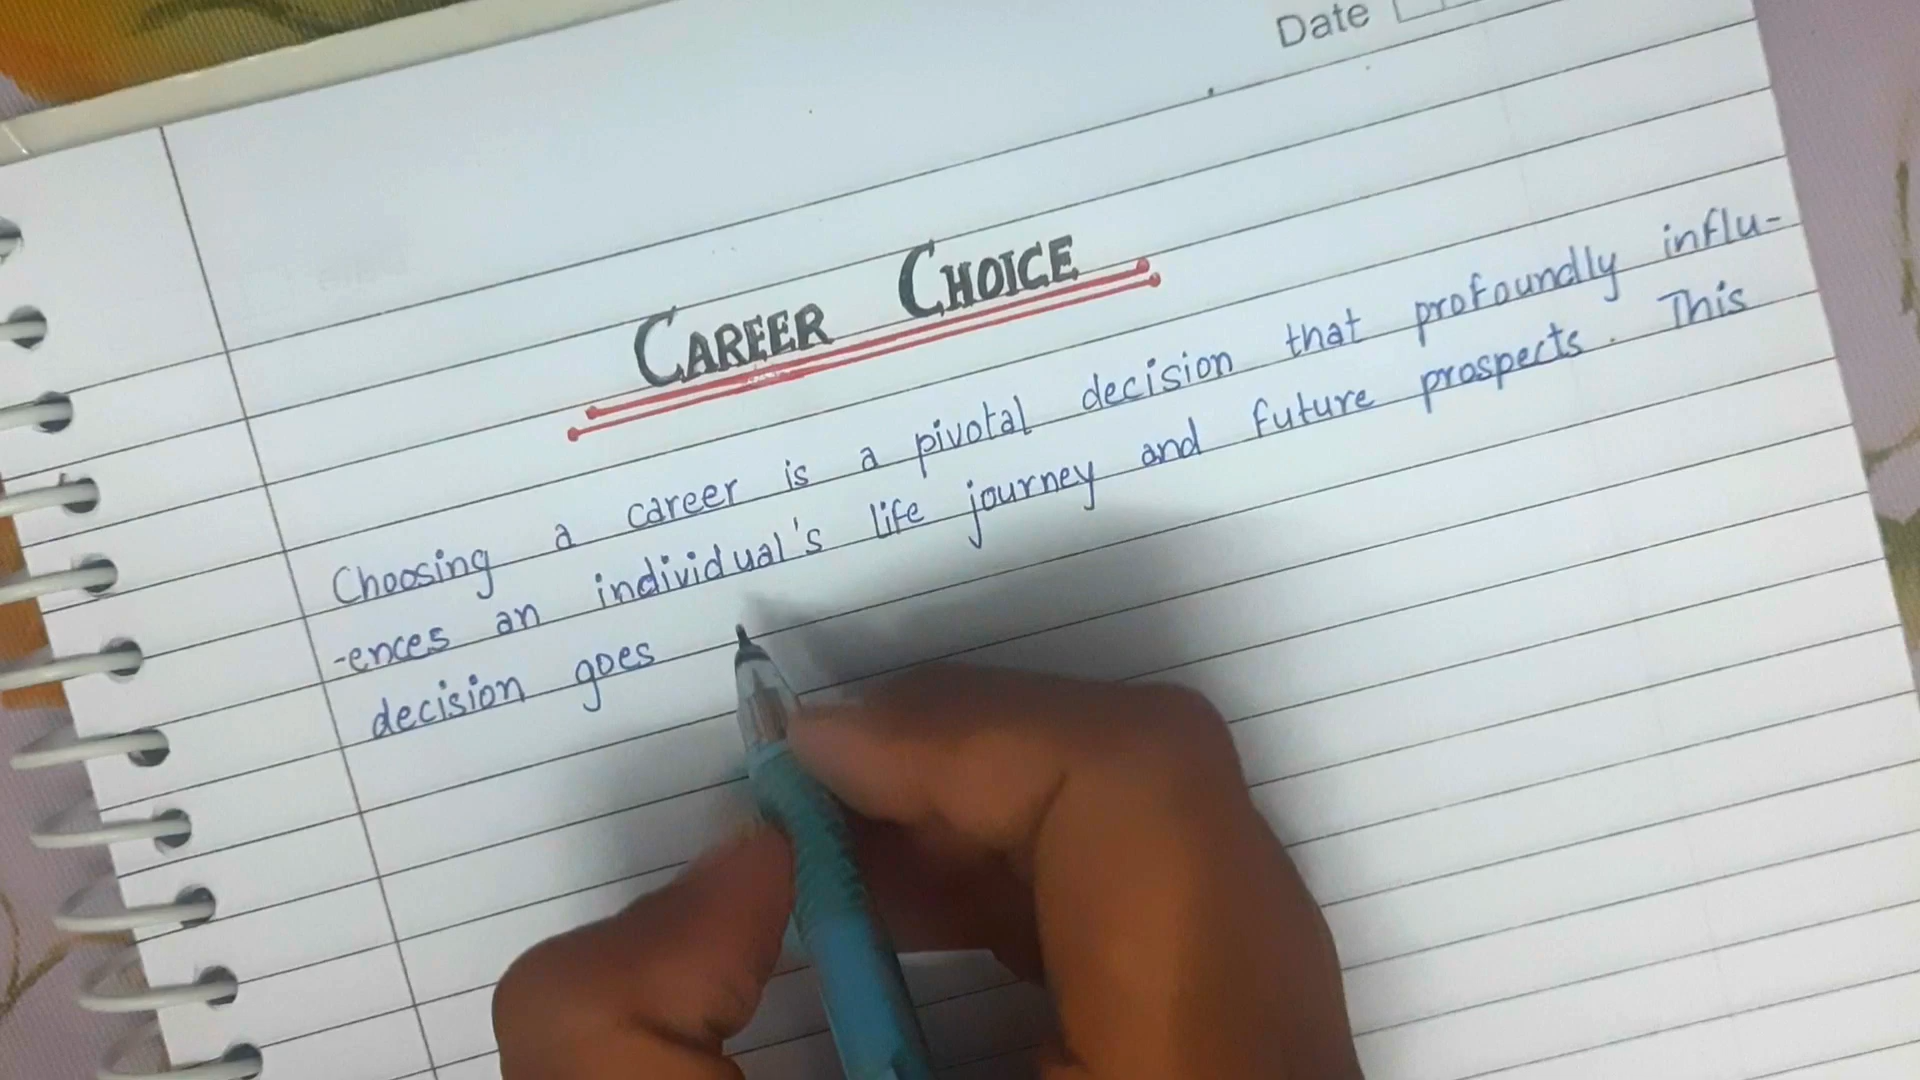 Date
CAREER CHOICE
Choosing a career is a pivotal decision that profoundly influ-
-ences an individual's life journey and future prospects. This
decision goes